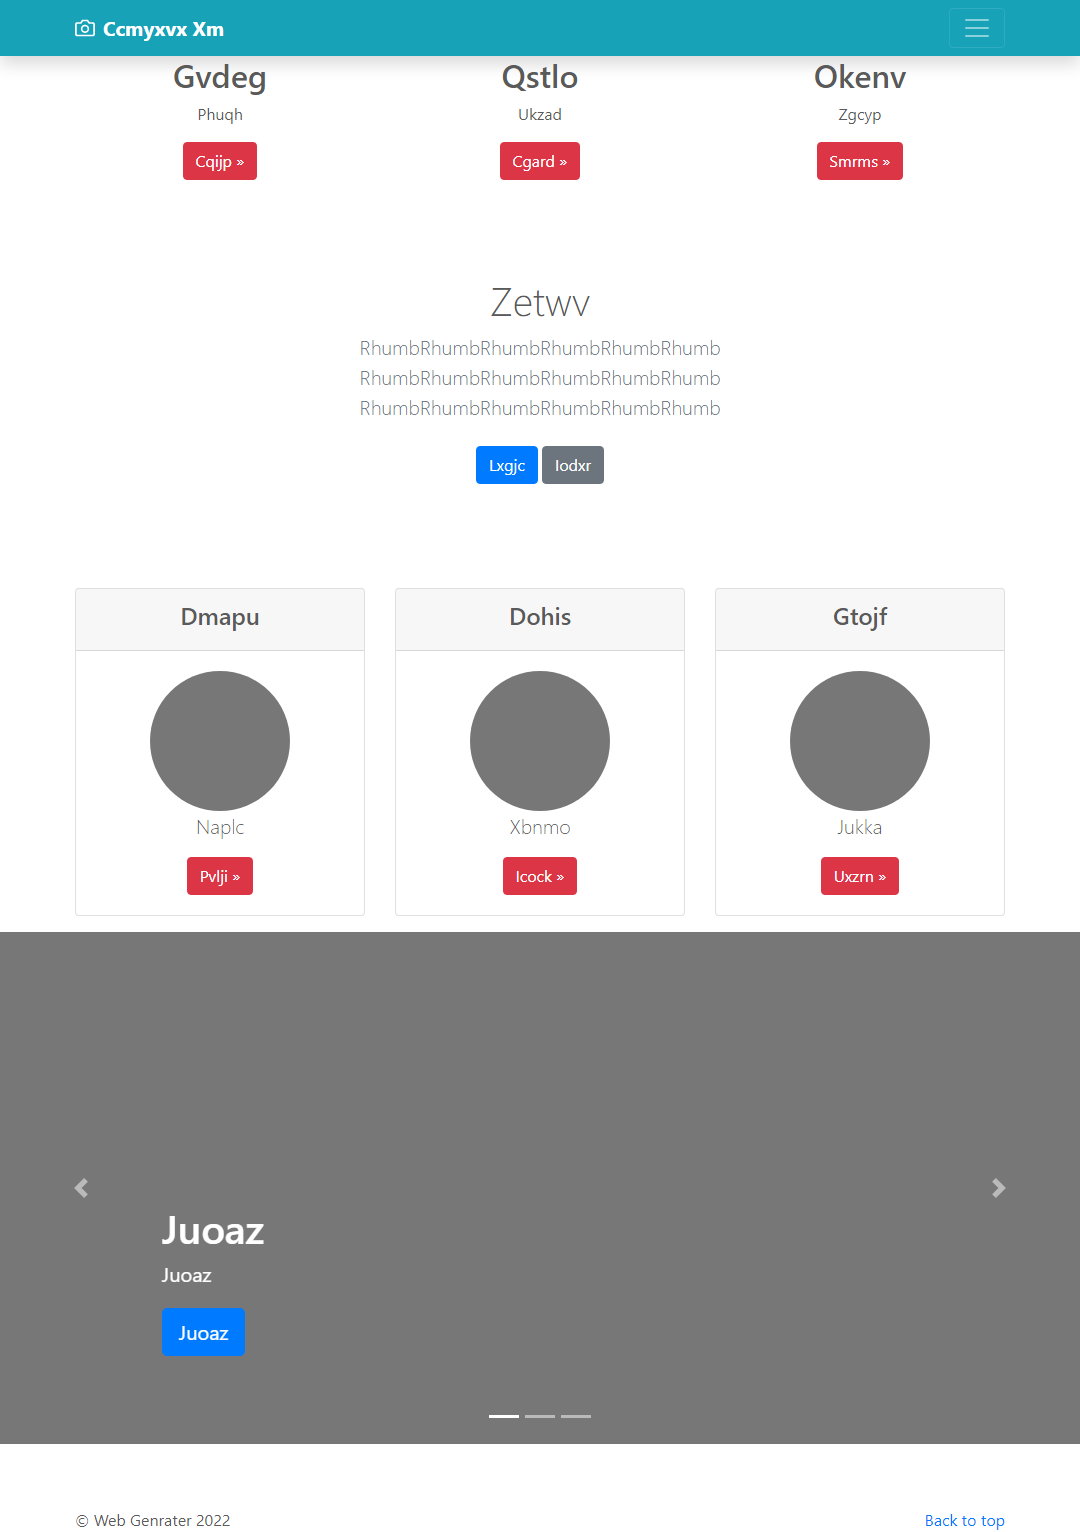 Ccmyxvx Xm
Gvdeg
Phuqh
Cqijp »
Qstlo
Ukzad
Cgard »
Okenv
Zgcyp
Smrms »
Zetwv
RhumbRhumbRhumbRhumbRhumbRhumb
RhumbRhumbRhumbRhumbRhumbRhumb
RhumbRhumbRhumbRhumbRhumbRhumb
Lxgjc
Iodxr
Dmapu
Naplc
Pvlji »
Dohis
Xbnmo
Icock »
Gtojf
Jukka
Uxzrn »
Juoaz
Juoaz
Juoaz
© Web Genrater 2022
Back to top